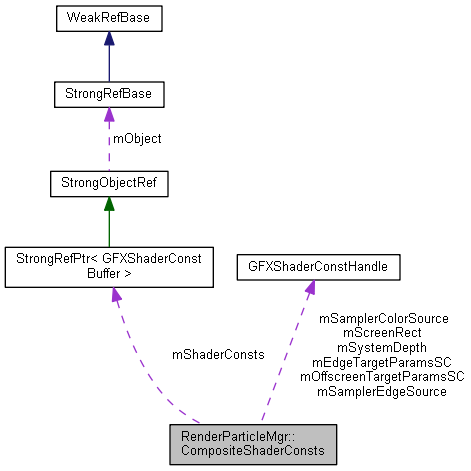 WeakRefBase
StrongRefBase
mObject
StrongObjectRef
StrongRefPtr< GFXShaderConst
Buffer >
GFXShaderConstHandle
mShaderConsts
mSamplerColorSource
mScreenRect
mSystemDepth
mEdgeTargetParamsSC
mOffscreenTargetParamsSC
mSamplerEdgeSource
RenderParticleMgr::
CompositeShaderConsts